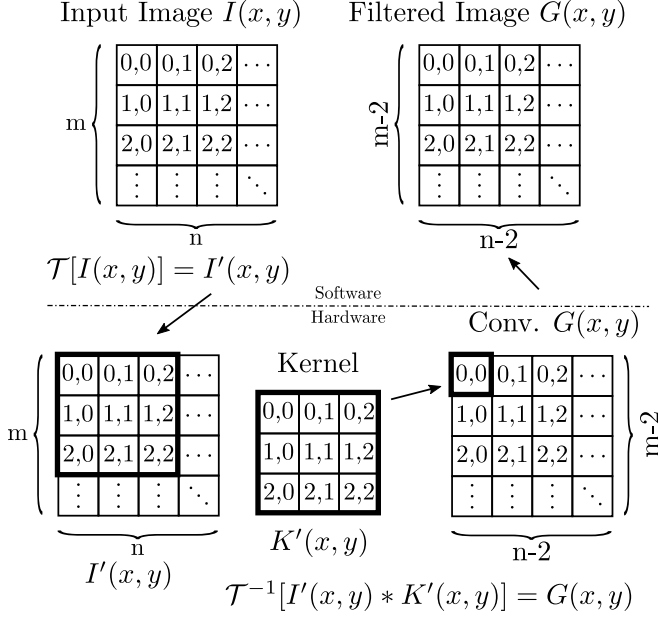 Input Image I(x, y)
Filtered Image G(x, y)
m
0,0 0,1 0,2 ⋯
1,0 1,1 1,2 ⋯
2,0 2,1 2,2 ⋯
⋮ ⋮ ⋮ ⋱
n
m-2
0,0 0,1 0,2 ⋯
1,0 1,1 1,2 ⋯
2,0 2,1 2,2 ⋯
⋮ ⋮ ⋮ ⋱
n-2
𝒯[I(x, y)] = I′(x, y)
Software
Hardware
Conv. G(x, y)
m
0,0 0,1 0,2 ⋯
1,0 1,1 1,2 ⋯
2,0 2,1 2,2 ⋯
⋮ ⋮ ⋮ ⋱
n
I′(x, y)
Kernel
0,0 0,1 0,2
1,0 1,1 1,2
2,0 2,1 2,2
K′(x, y)
0,0 0,1 0,2 ⋯
1,0 1,1 1,2 ⋯
2,0 2,1 2,2 ⋯
⋮ ⋮ ⋮ ⋱
m-2
n-2
𝒯⁻¹[I′(x, y) ∗ K′(x, y)] = G(x, y)